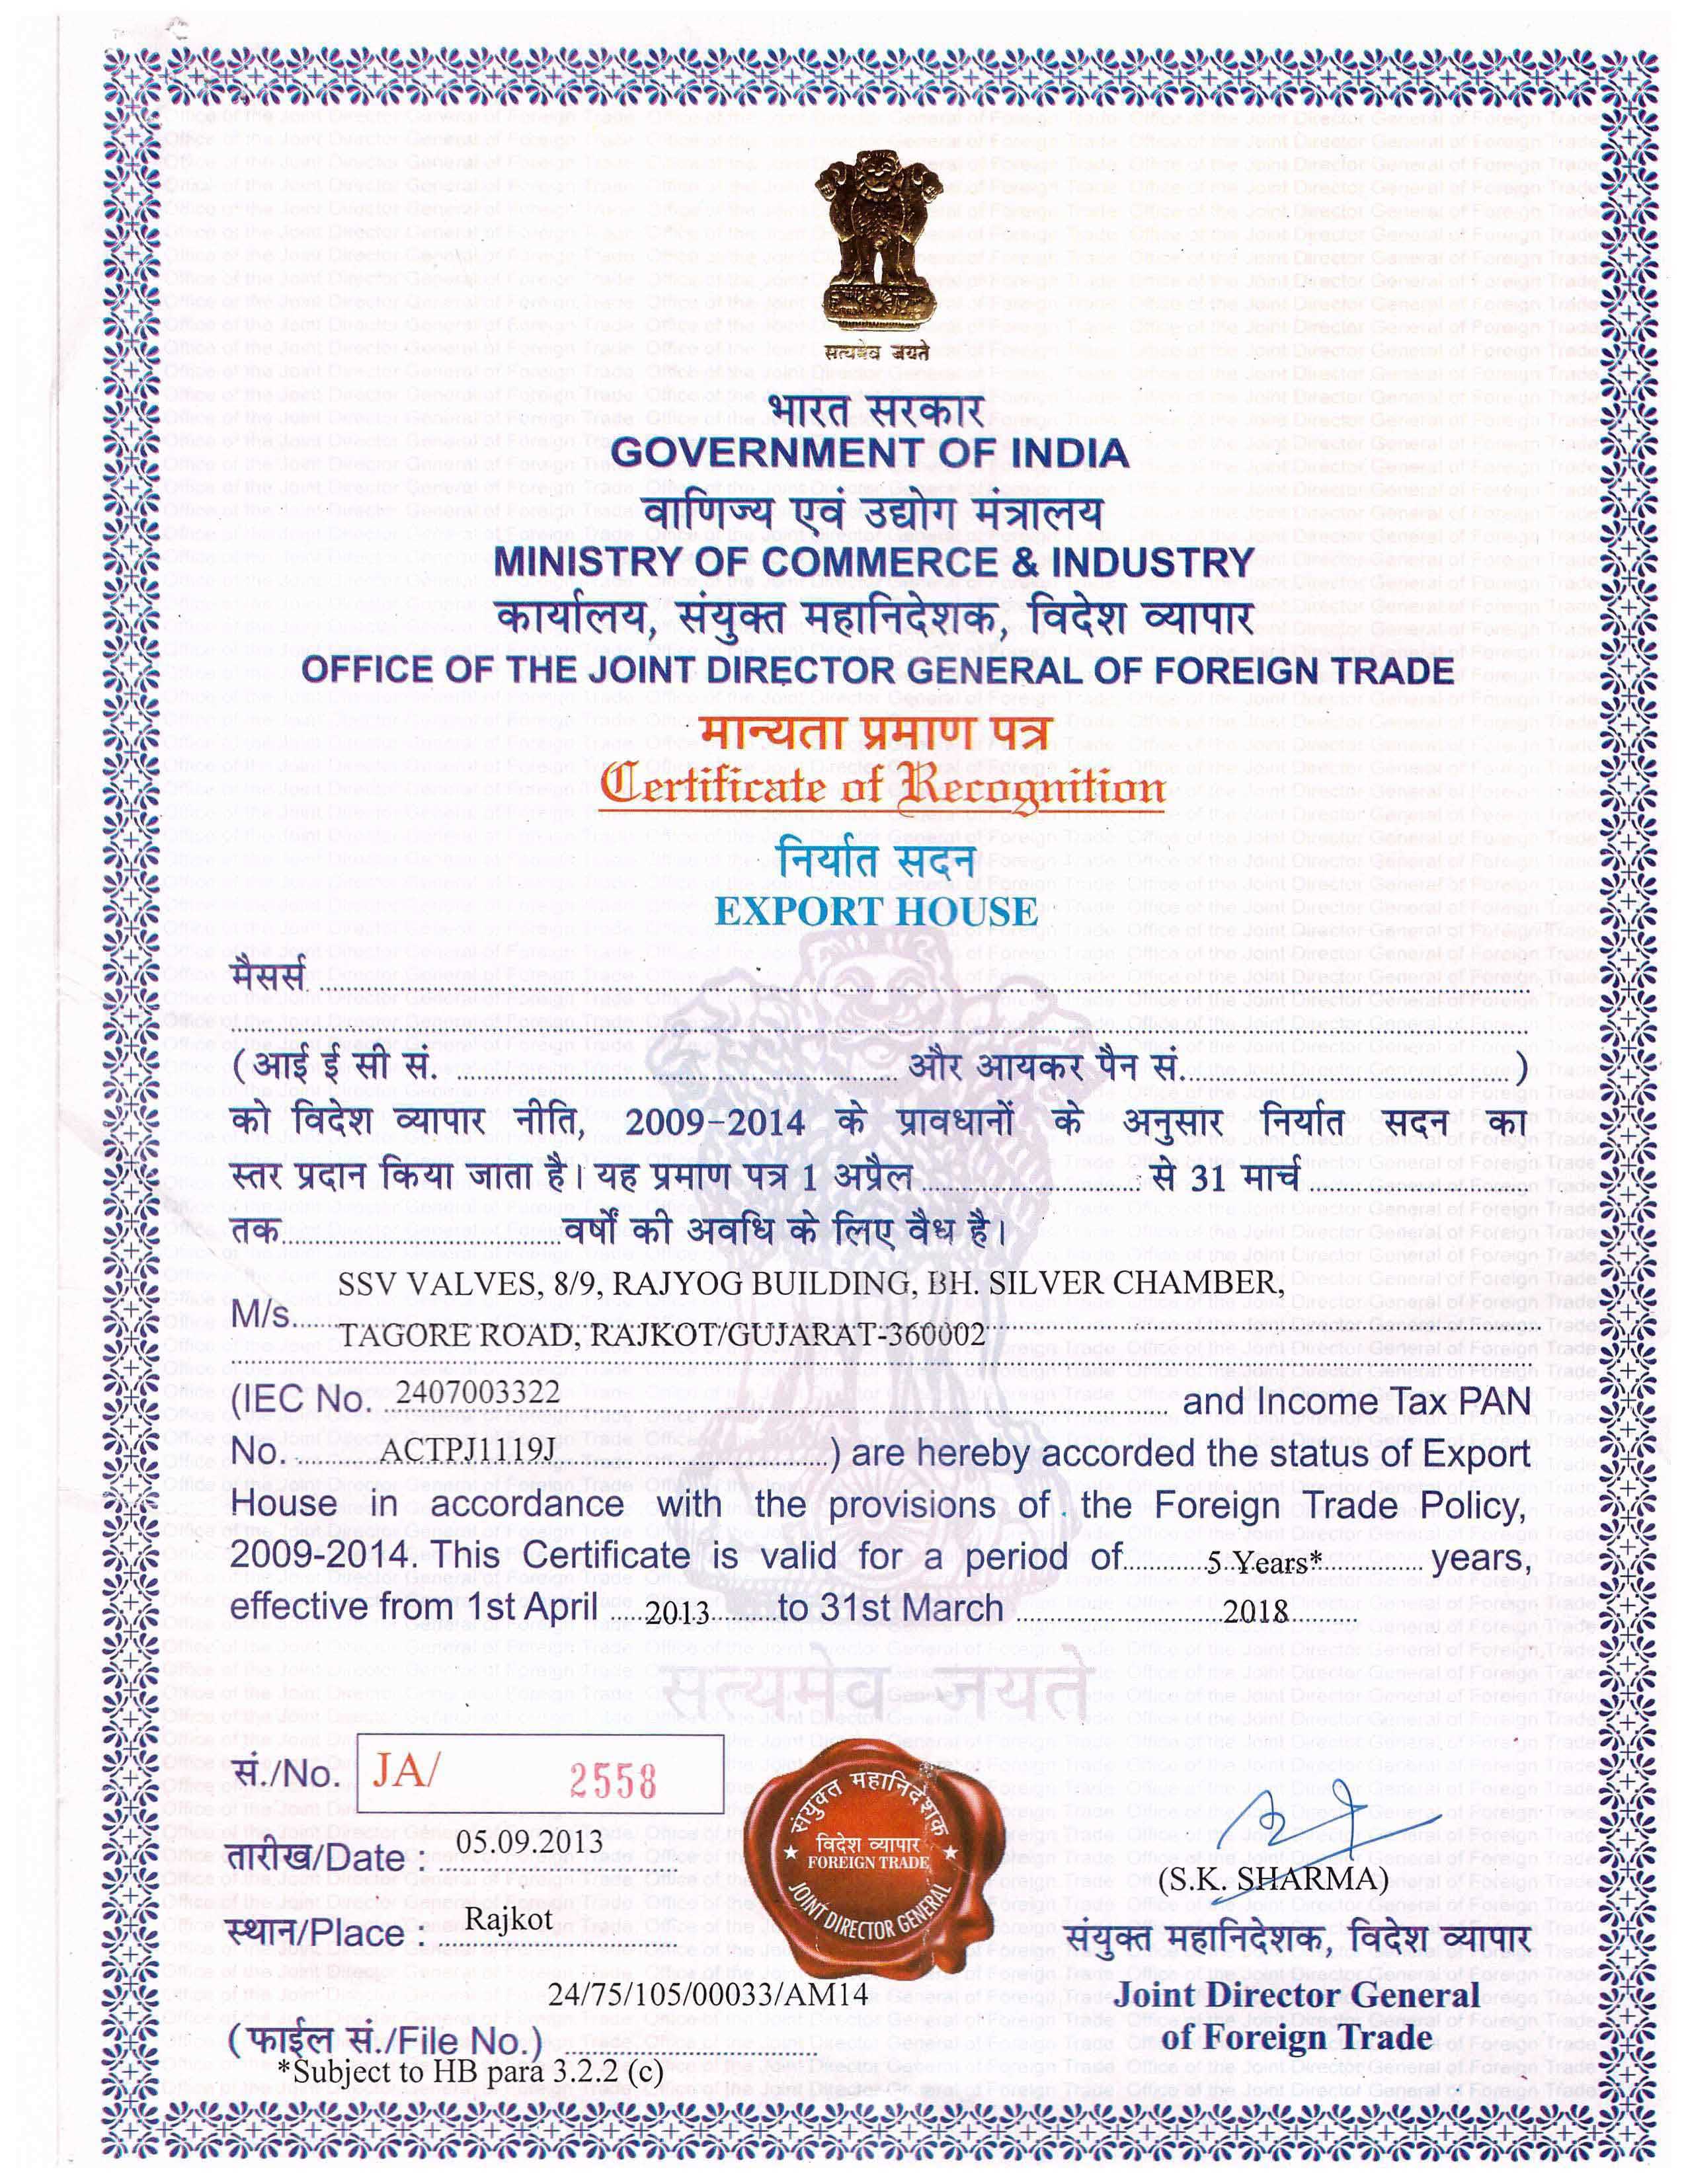 सत्यमेव जयते
भारत सरकार
GOVERNMENT OF INDIA
वाणिज्य एवं उद्योग मंत्रालय
MINISTRY OF COMMERCE & INDUSTRY
कार्यालय, संयुक्त महानिदेशक, विदेश व्यापार
OFFICE OF THE JOINT DIRECTOR GENERAL OF FOREIGN TRADE
मान्यता प्रमाण पत्र
Certificate of Recognition
निर्यात सदन
EXPORT HOUSE
मैसर्स
(आई ई सी सं. और आयकर पैन सं. )
को विदेश व्यापार नीति, 2009-2014 के प्रावधानों के अनुसार निर्यात सदन का
स्तर प्रदान किया जाता है। यह प्रमाण पत्र 1 अप्रैल से 31 मार्च
तक वर्षों की अवधि के लिए वैध है।
SSV VALVES, 8/9, RAJYOG BUILDING, BH. SILVER CHAMBER,
M/s. TAGORE ROAD, RAJKOT/GUJARAT-360002
(IEC No. 2407003322 and Income Tax PAN
No. ACTPJ1119J ) are hereby accorded the status of Export
House in accordance with the provisions of the Foreign Trade Policy,
2009-2014. This Certificate is valid for a period of 5 Years* years,
effective from 1st April 2013 to 31st March 2018
सत्यमेव जयते
सं./No. JA/ 2558
तारीख/Date : 05.09.2013
स्थान/Place : Rajkot
संयुक्त महानिदेशक
विदेश व्यापार
FOREIGN TRADE
JOINT DIRECTOR GENERAL
(S.K. SHARMA)
संयुक्त महानिदेशक, विदेश व्यापार
Joint Director General
of Foreign Trade
24/75/105/00033/AM14
(फाईल सं./File No.)
*Subject to HB para 3.2.2 (c)